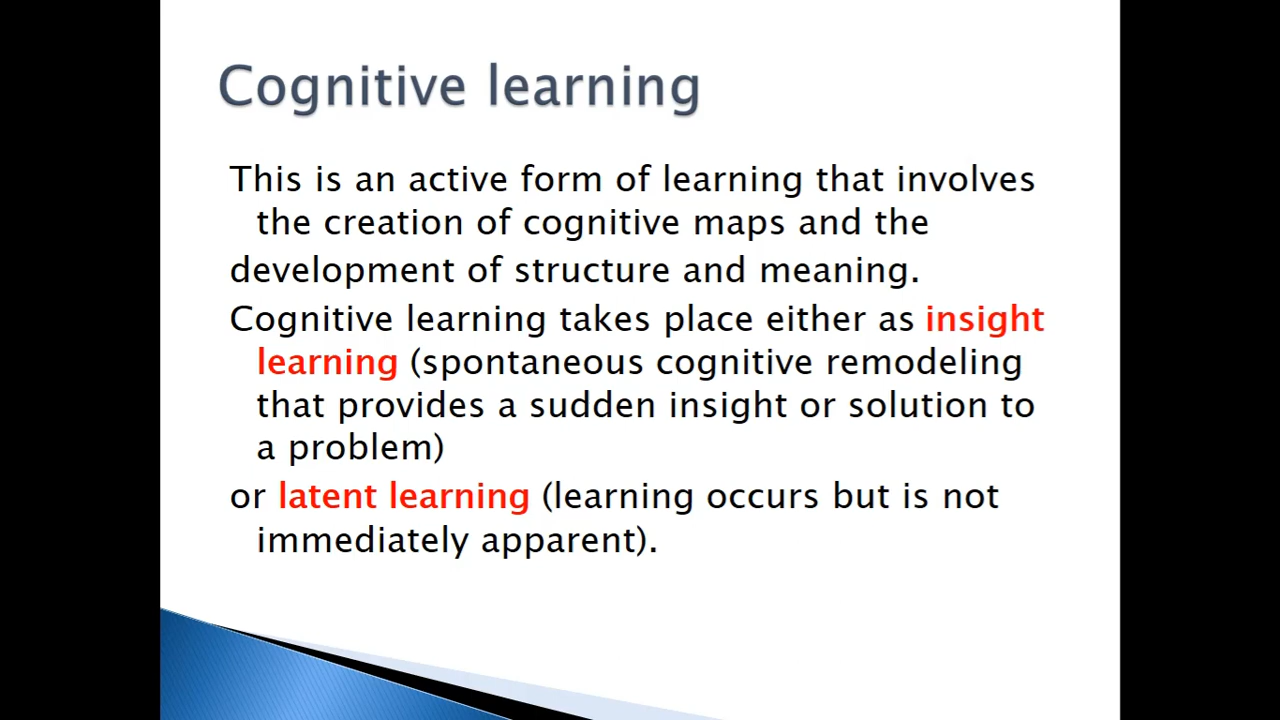 Cognitive learning
This is an active form of learning that involves
the creation of cognitive maps and the
development of structure and meaning.
Cognitive learning takes place either as insight
learning (spontaneous cognitive remodeling
that provides a sudden insight or solution to
a problem)
or latent learning (learning occurs but is not
immediately apparent).